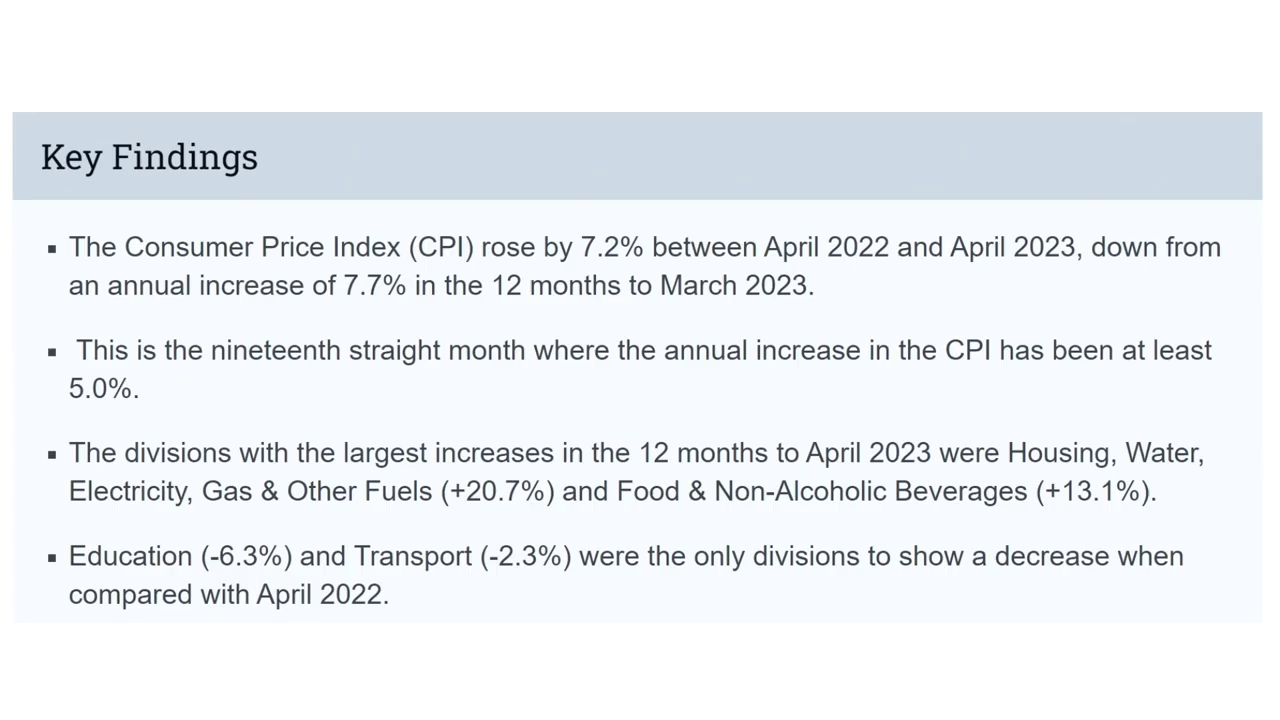 Key Findings
▪ The Consumer Price Index (CPI) rose by 7.2% between April 2022 and April 2023, down from
an annual increase of 7.7% in the 12 months to March 2023.
▪ This is the nineteenth straight month where the annual increase in the CPI has been at least
5.0%.
▪ The divisions with the largest increases in the 12 months to April 2023 were Housing, Water,
Electricity, Gas & Other Fuels (+20.7%) and Food & Non-Alcoholic Beverages (+13.1%).
▪ Education (-6.3%) and Transport (-2.3%) were the only divisions to show a decrease when
compared with April 2022.